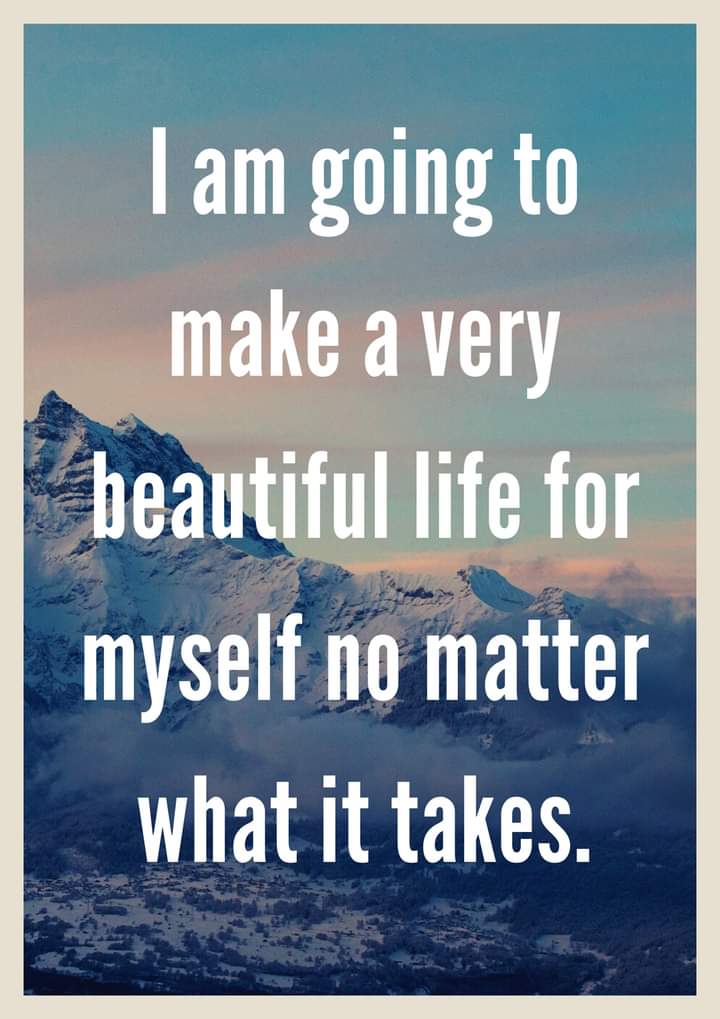 I am going to
make a very
beautiful life for
myself no matter
what it takes.